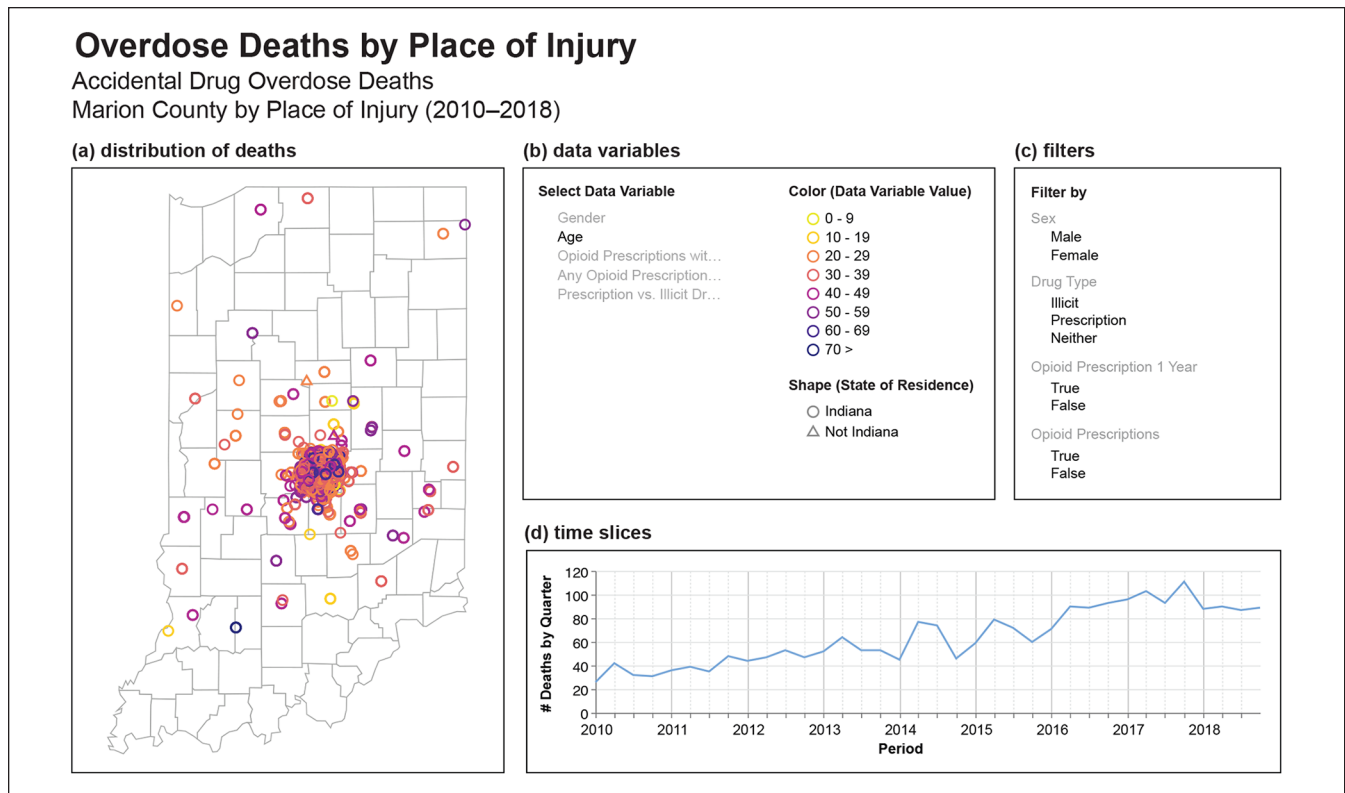 Overdose Deaths by Place of Injury
Accidental Drug Overdose Deaths
Marion County by Place of Injury (2010–2018)
(a) distribution of deaths
(b) data variables
Select Data Variable
Gender
Age
Opioid Prescriptions wit…
Any Opioid Prescription…
Prescription vs. Illicit Dr…
Color (Data Variable Value)
0 - 9
10 - 19
20 - 29
30 - 39
40 - 49
50 - 59
60 - 69
70 >
Shape (State of Residence)
Indiana
Not Indiana
(c) filters
Filter by
Sex
Male
Female
Drug Type
Illicit
Prescription
Neither
Opioid Prescription 1 Year
True
False
Opioid Prescriptions
True
False
(d) time slices
# Deaths by Quarter
120
100
80
60
40
20
0
2010 2011 2012 2013 2014 2015 2016 2017 2018
Period